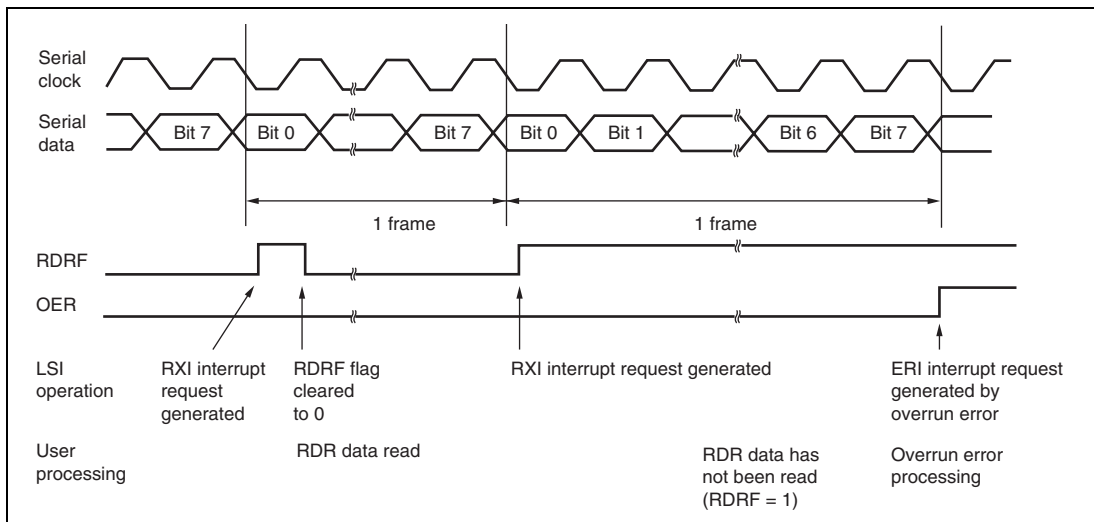 Serial
clock
Serial
data
Bit 7
Bit 0
Bit 7
Bit 0
Bit 1
Bit 6
Bit 7
1 frame
1 frame
RDRF
OER
LSI
operation
RXI interrupt
request
generated
RDRF flag
cleared
to 0
RXI interrupt request generated
ERI interrupt request
generated by
overrun error
User
processing
RDR data read
RDR data has
not been read
(RDRF = 1)
Overrun error
processing